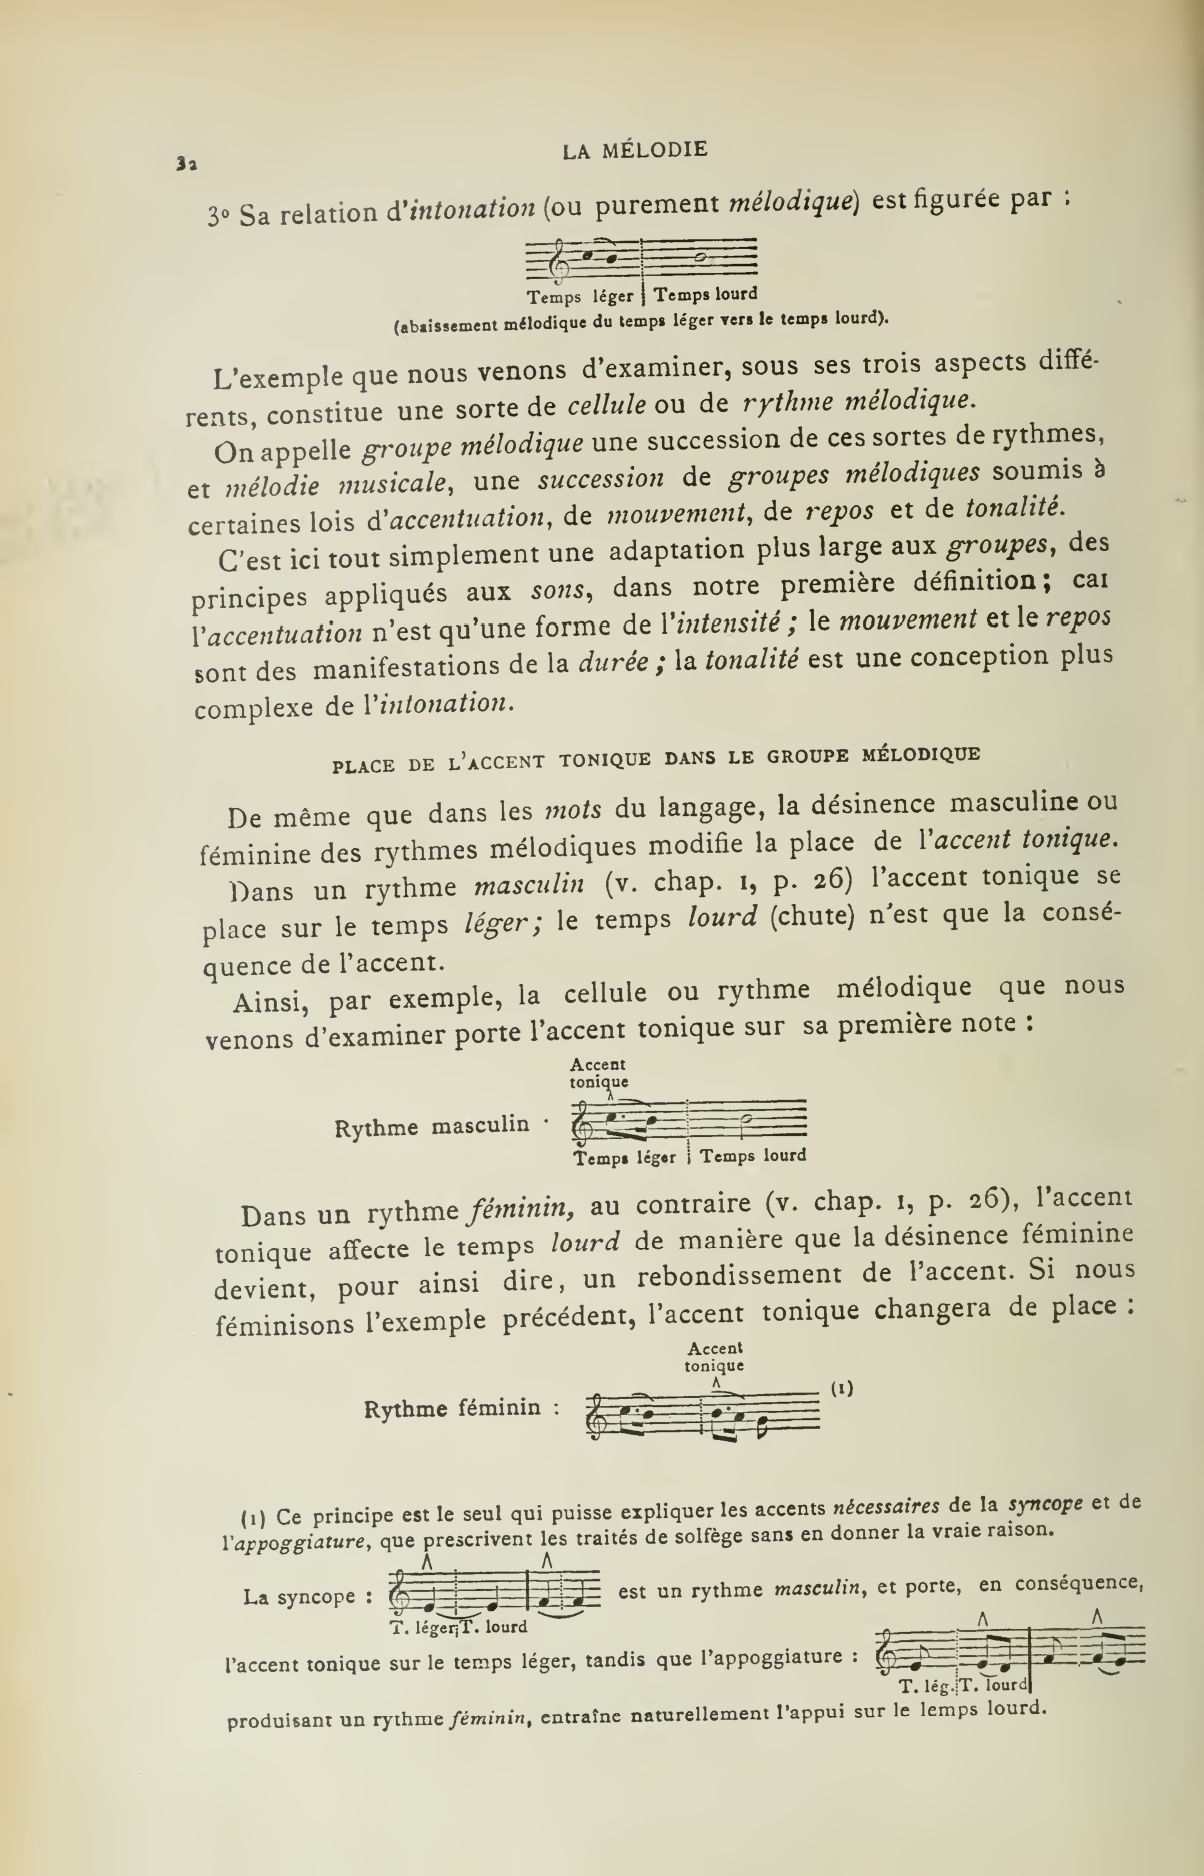 32
LA MÉLODIE
3º Sa relation d'intonation (ou purement mélodique) est figurée par :
Temps léger | Temps lourd
(abaissement mélodique du temps léger vers le temps lourd).
L'exemple que nous venons d'examiner, sous ses trois aspects diffé-
rents, constitue une sorte de cellule ou de rythme mélodique.
On appelle groupe mélodique une succession de ces sortes de rythmes,
et mélodie musicale, une succession de groupes mélodiques soumis à
certaines lois d'accentuation, de mouvement, de repos et de tonalité.
C'est ici tout simplement une adaptation plus large aux groupes, des
principes appliqués aux sons, dans notre première définition ; car
l'accentuation n'est qu'une forme de l'intensité ; le mouvement et le repos
sont des manifestations de la durée ; la tonalité est une conception plus
complexe de l'intonation.
PLACE DE L'ACCENT TONIQUE DANS LE GROUPE MÉLODIQUE
De même que dans les mots du langage, la désinence masculine ou
féminine des rythmes mélodiques modifie la place de l'accent tonique.
Dans un rythme masculin (v. chap. I, p. 26) l'accent tonique se
place sur le temps léger ; le temps lourd (chute) n'est que la consé-
quence de l'accent.
Ainsi, par exemple, la cellule ou rythme mélodique que nous
venons d'examiner porte l'accent tonique sur sa première note :
Accent
tonique
Rythme masculin :
Temps léger | Temps lourd
Dans un rythme féminin, au contraire (v. chap. I, p. 26), l'accent
tonique affecte le temps lourd de manière que la désinence féminine
devient, pour ainsi dire, un rebondissement de l'accent. Si nous
féminisons l'exemple précédent, l'accent tonique changera de place :
Accent
tonique
Rythme féminin : (1)
(1) Ce principe est le seul qui puisse expliquer les accents nécessaires de la syncope et de
l'appoggiature, que prescrivent les traités de solfège sans en donner la vraie raison.
La syncope : est un rythme masculin, et porte, en conséquence,
T. léger | T. lourd
l'accent tonique sur le temps léger, tandis que l'appoggiature :
T. lég. | T. lourd
produisant un rythme féminin, entraîne naturellement l'appui sur le lemps lourd.